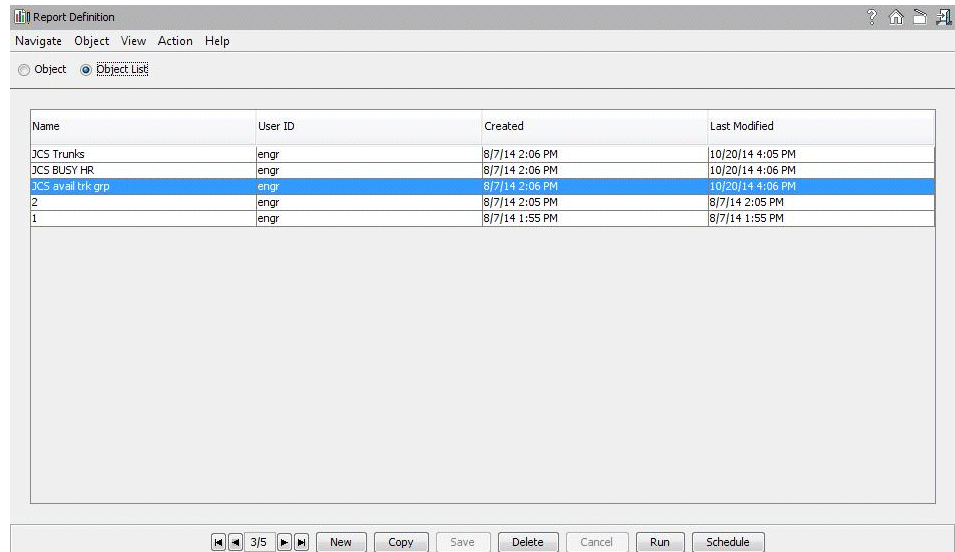 Report Definition ?
Navigate Object View Action Help
Object Object List
Name User ID Created Last Modified
JCS Trunks engr 8/7/14 2:06 PM 10/20/14 4:05 PM
JCS BUSY HR engr 8/7/14 2:06 PM 10/20/14 4:06 PM
JCS avail trk grp engr 8/7/14 2:06 PM 10/20/14 4:06 PM
2 engr 8/7/14 2:05 PM 8/7/14 2:05 PM
1 engr 8/7/14 1:55 PM 8/7/14 1:55 PM
3/5 New Copy Save Delete Cancel Run Schedule